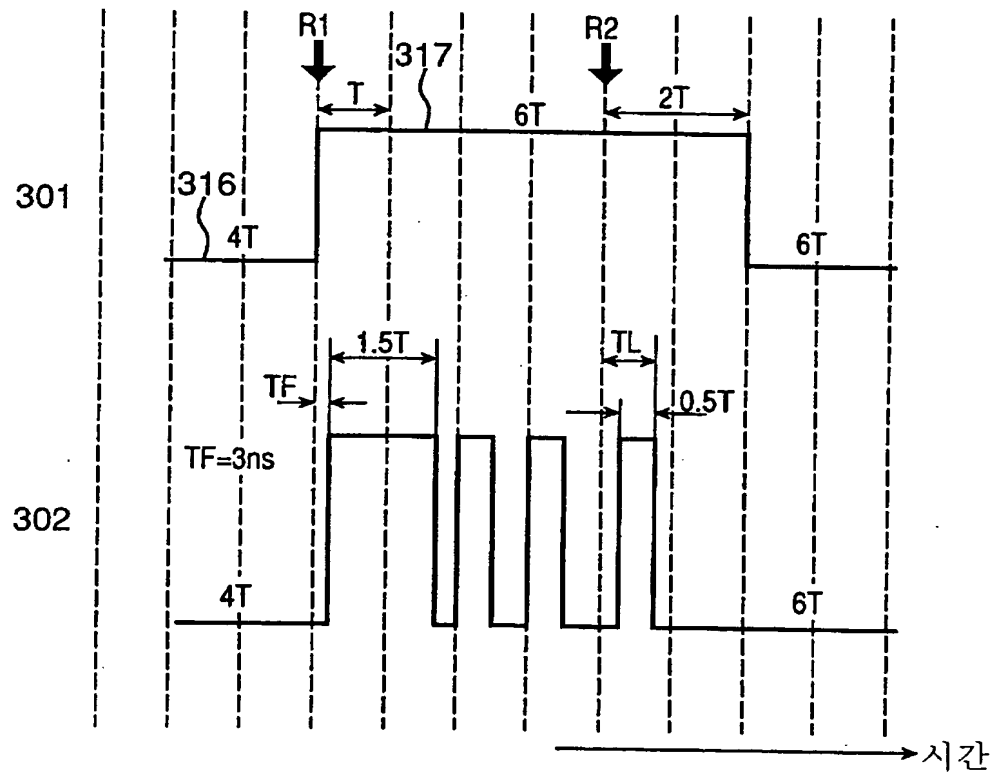 R1
R2
317
T
6T
2T
301
316
4T
6T
1.5T
TL
TF
0.5T
TF=3ns
302
4T
6T
시간